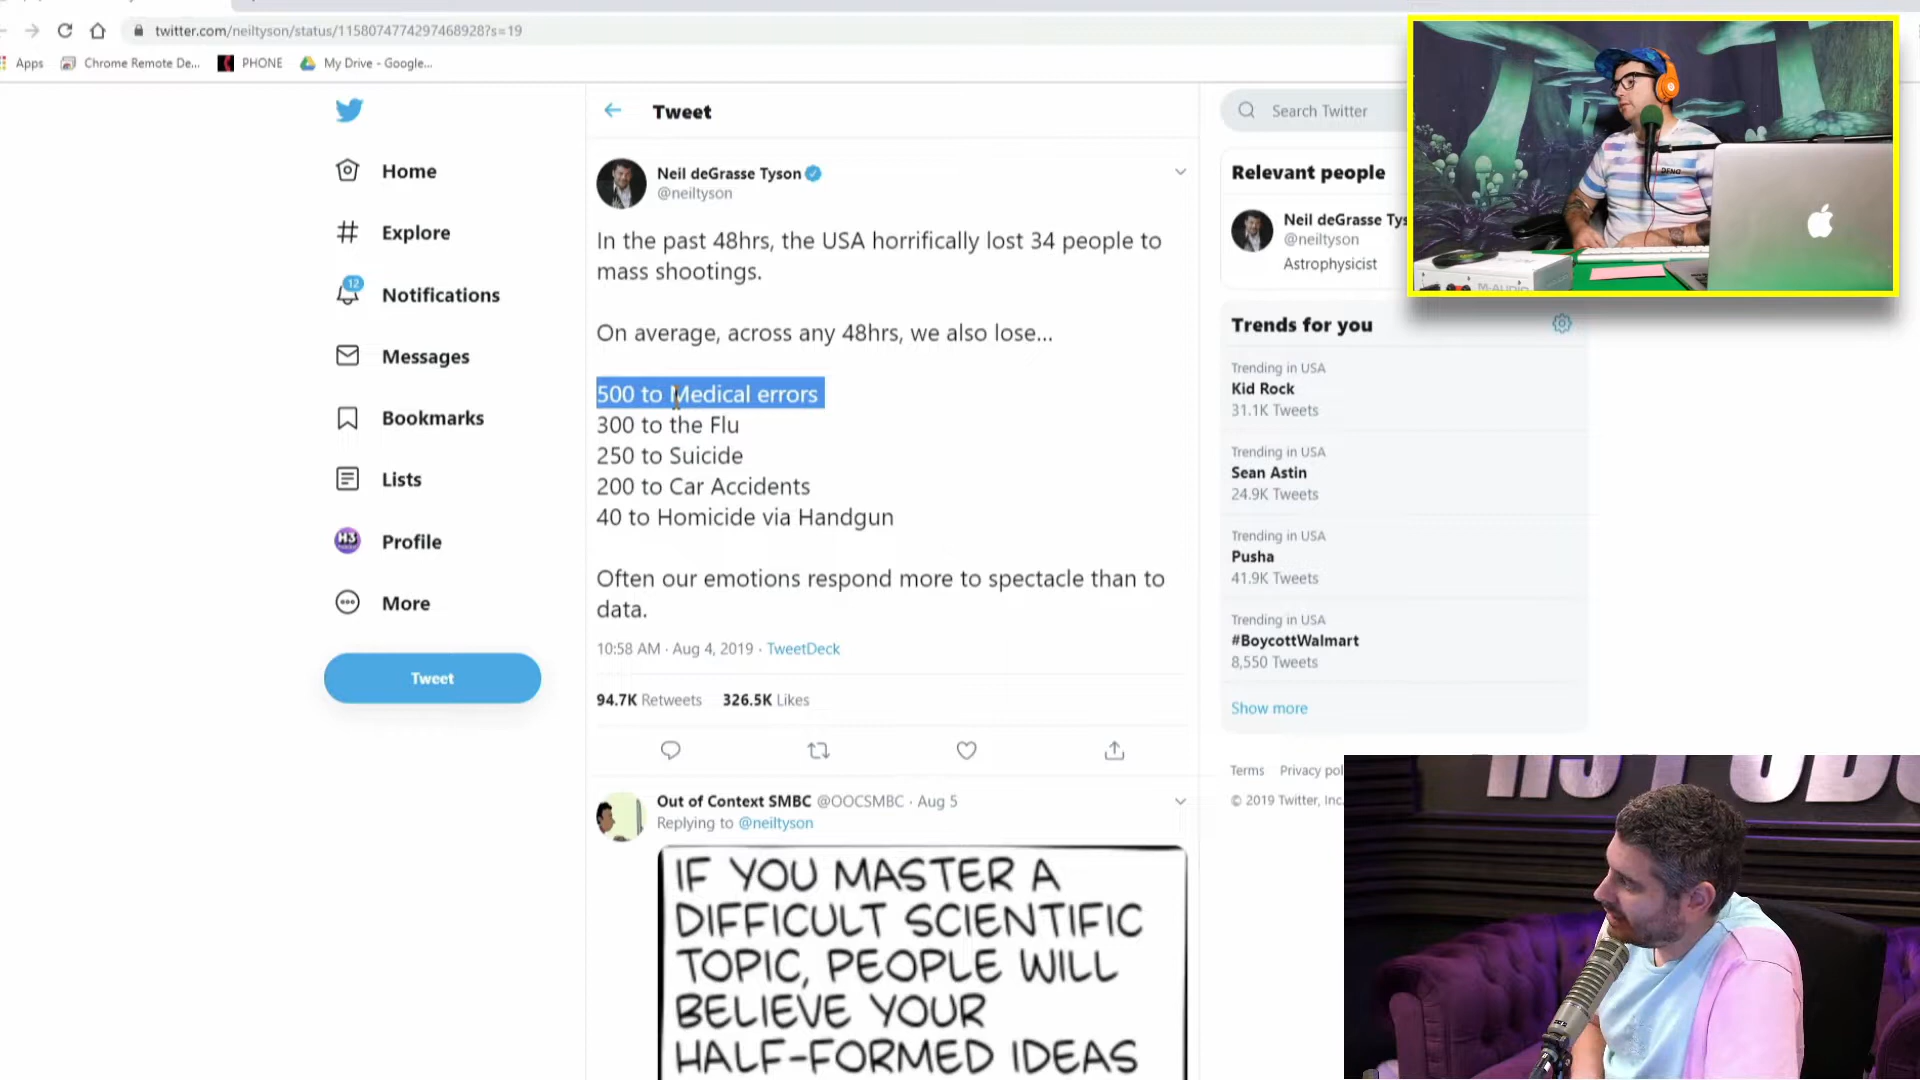 twitter.com/neiltyson/status/1158074774297468928?s=19
Apps
Chrome Remote De...
PHONE
My Drive - Google...
Tweet
Search Twitter
Home
Explore
12
Notifications
Messages
Bookmarks
Lists
H3
Profile
More
Tweet
Neil deGrasse Tyson
@neiltyson
In the past 48hrs, the USA horrifically lost 34 people to
mass shootings.
On average, across any 48hrs, we also lose...
500 to Medical errors
300 to the Flu
250 to Suicide
200 to Car Accidents
40 to Homicide via Handgun
Often our emotions respond more to spectacle than to
data.
10:58 AM · Aug 4, 2019 · TweetDeck
94.7K Retweets 326.5K Likes
Out of Context SMBC @OOCSMBC · Aug 5
Replying to @neiltyson
IF YOU MASTER A
DIFFICULT SCIENTIFIC
TOPIC, PEOPLE WILL
BELIEVE YOUR
HALF-FORMED IDEAS
Relevant people
Neil deGrasse Tys
@neiltyson
Astrophysicist
Trends for you
Trending in USA
Kid Rock
31.1K Tweets
Trending in USA
Sean Astin
24.9K Tweets
Trending in USA
Pusha
41.9K Tweets
Trending in USA
#BoycottWalmart
8,550 Tweets
Show more
Terms Privacy pol
© 2019 Twitter, Inc.
M-AUDIO
H3 PODC